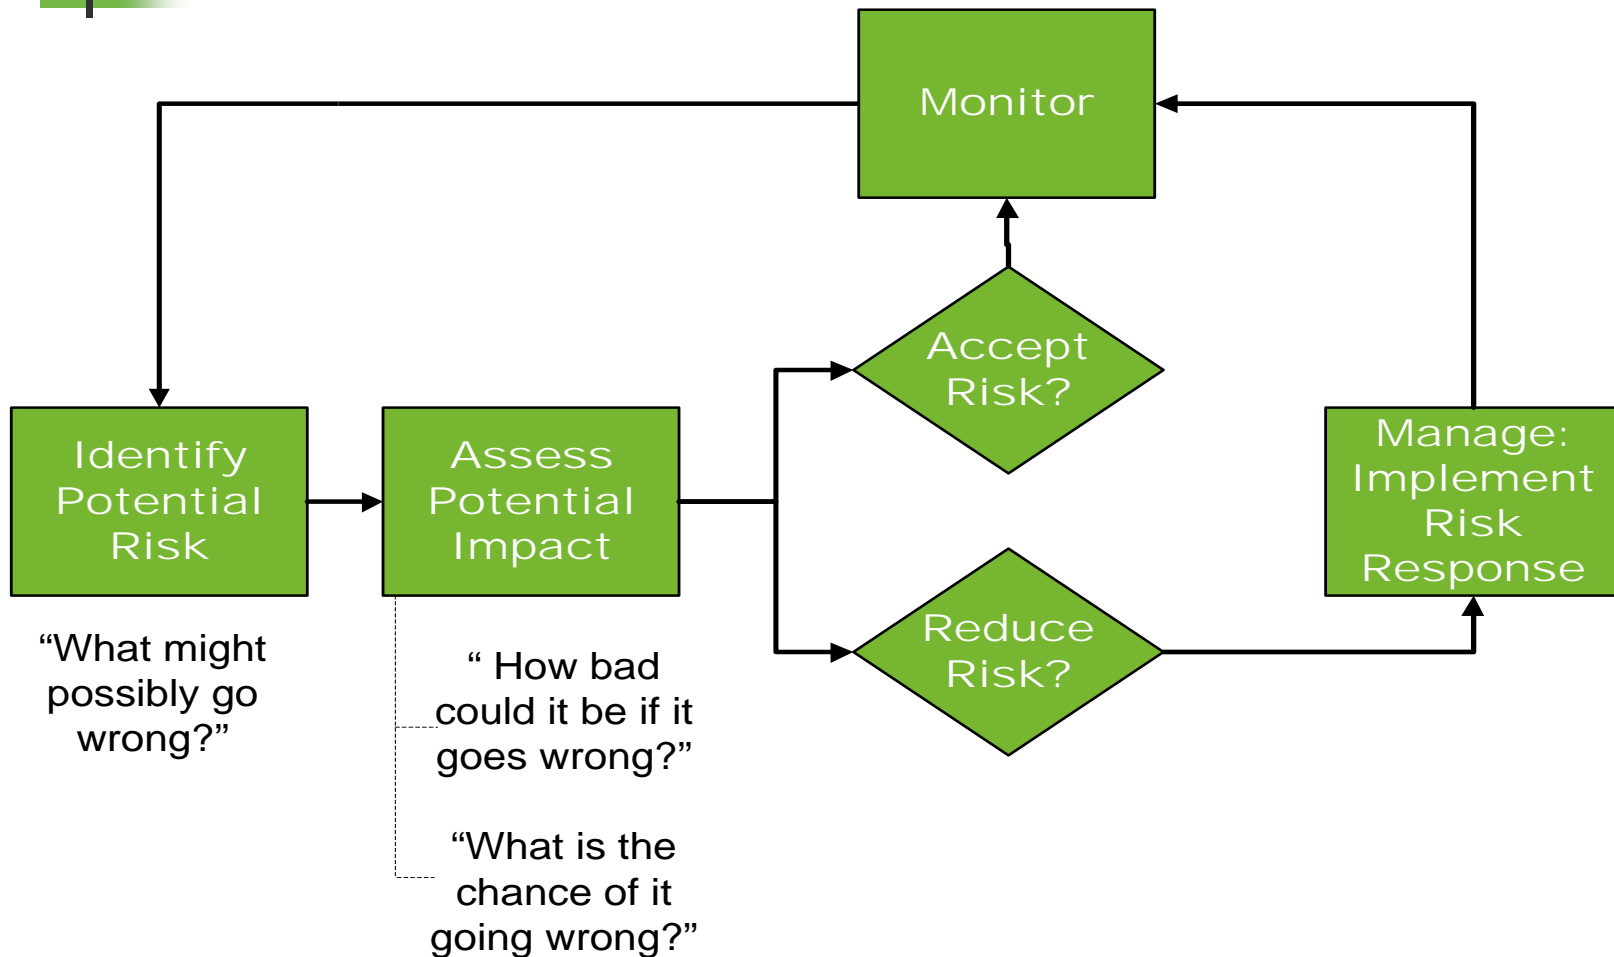 Monitor
Accept
Risk?
Identify
Potential
Risk
Assess
Potential
Impact
Manage:
Implement
Risk
Response
Reduce
Risk?
“What might
possibly go
wrong?”
“ How bad
could it be if it
goes wrong?”
“What is the
chance of it
going wrong?”